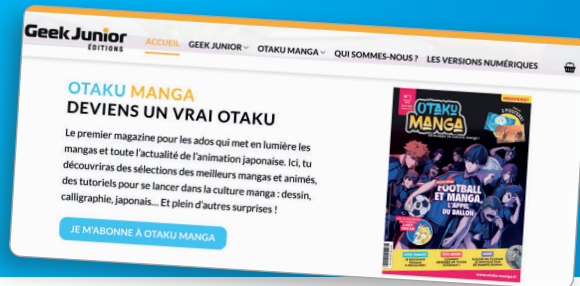 Geek Junior
ÉDITIONS
ACCUEIL GEEK JUNIOR OTAKU MANGA QUI SOMMES-NOUS ? LES VERSIONS NUMÉRIQUES
OTAKU MANGA
DEVIENS UN VRAI OTAKU
Le premier magazine pour les ados qui met en lumière les
mangas et toute l'actualité de l'animation japonaise. Ici, tu
découvriras des sélections des meilleurs mangas et animés,
des tutoriels pour se lancer dans la culture manga : dessin,
calligraphie, japonais... Et plein d'autres surprises !
JE M'ABONNE À OTAKU MANGA
NOUVEAU !
OTAKU
MANGA
FOOTBALL
ET MANGA,
L'APPEL
DU BALLON
www.otaku-manga.fr